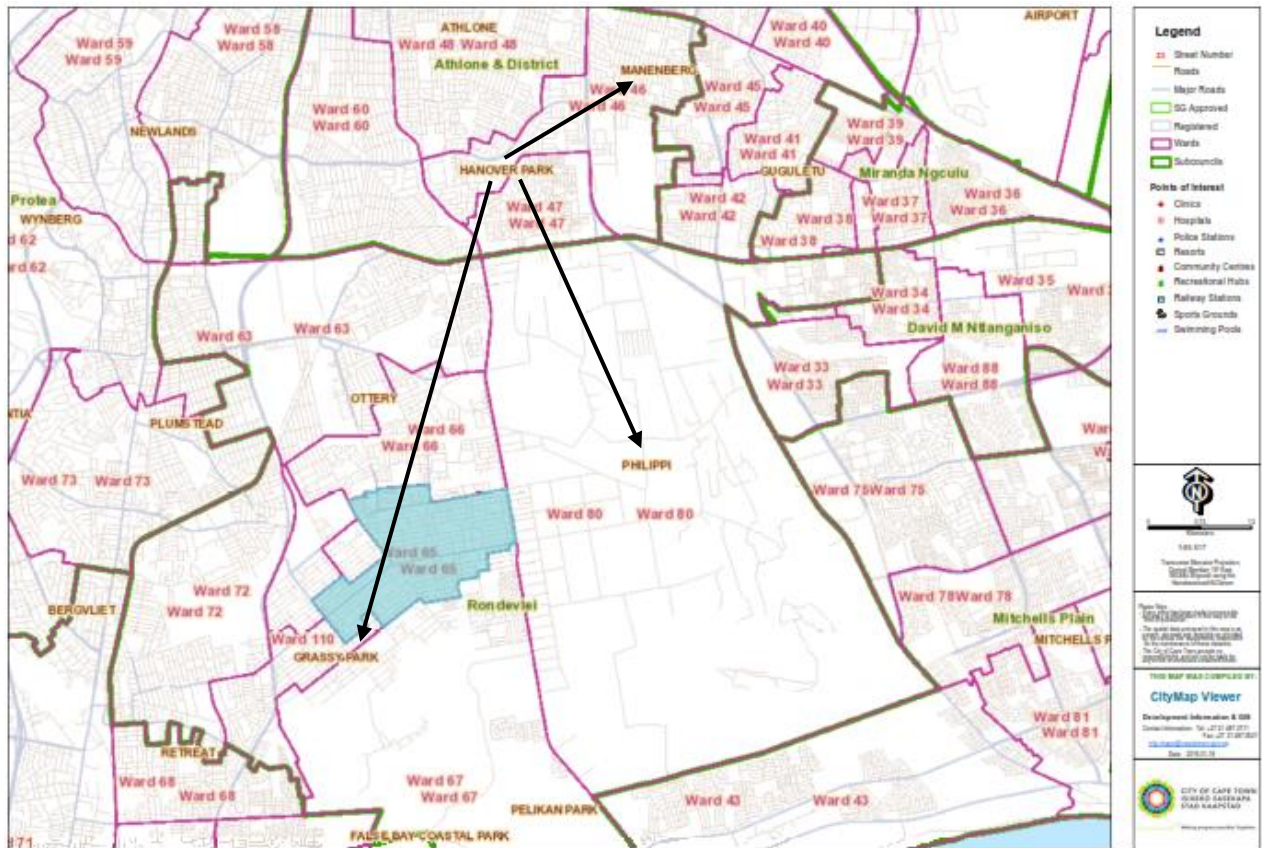 AIRPORT
ATHLONE
Ward 59
Ward 59
Ward 58
Ward 58
Ward 48 Ward 48
Ward 40
Ward 40
Athlone & District
MANENBERG
Ward 46
Ward 46
Ward 45
Ward 45
Ward 60
Ward 60
NEWLANDS
Ward 41
Ward 41
Ward 39
Ward 39
HANOVER PARK
GUGULETU
Miranda Ngculu
Protea
WYNBERG
Ward 47
Ward 47
Ward 42
Ward 42
Ward 38
Ward 38
Ward 37
Ward 37
Ward 36
Ward 36
d 62
ard 62
Ward 35
Ward 34
Ward 34
Ward 63
Ward 63
David M Ntlanganiso
Ward 33
Ward 33
Ward 88
Ward 88
OTTERY
NTIA
PLUMSTEAD
Ward 66
Ward 66
PHILIPPI
Ward 73
Ward 73
Ward 75
Ward 75
Ward 80
Ward 80
Ward 65
Ward 65
Ward 72
Ward 72
BERGVLIET
Rondevlei
Ward 78
Ward 78
Mitchells Plain
MITCHELLS P
Ward 110
GRASSY PARK
Ward 81
Ward 81
RETREAT
Ward 68
Ward 68
Ward 67
Ward 67
PELIKAN PARK
Ward 43
Ward 43
FALSE BAY COASTAL PARK
Legend
Street Number
Roads
Major Roads
SG Approved
Registered
Wards
Subcouncils
Points of Interest
Clinics
Hospitals
Police Stations
Resorts
Community Centres
Recreational Hubs
Railway Stations
Sports Grounds
Swimming Pools
N
Kilometers
THIS MAP WAS COMPILED BY:
CityMap Viewer
Development Information & GIS
CITY OF CAPE TOWN
ISIXEKO SASEKAPA
STAD KAAPSTAD